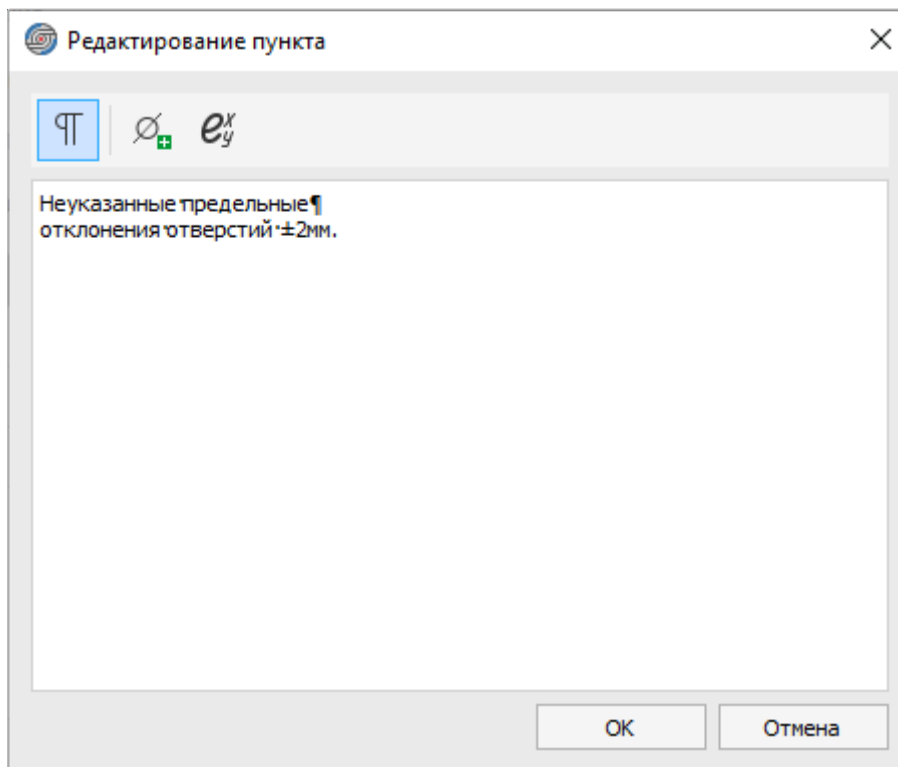 Редактирование пункта
¶
e x y
Неуказанные·предельные¶
отклонения·отверстий·±2мм.
OK
Отмена